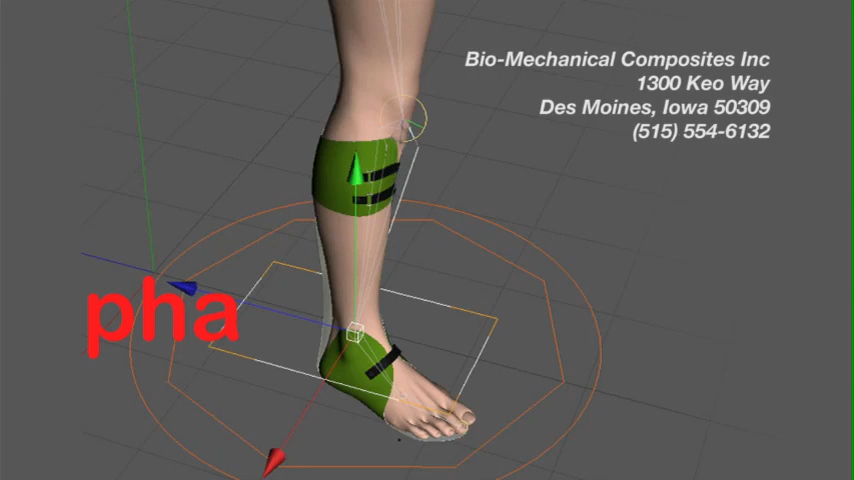 Bio-Mechanical Composites Inc
1300 Keo Way
Des Moines, Iowa 50309
(515) 554-6132
pha